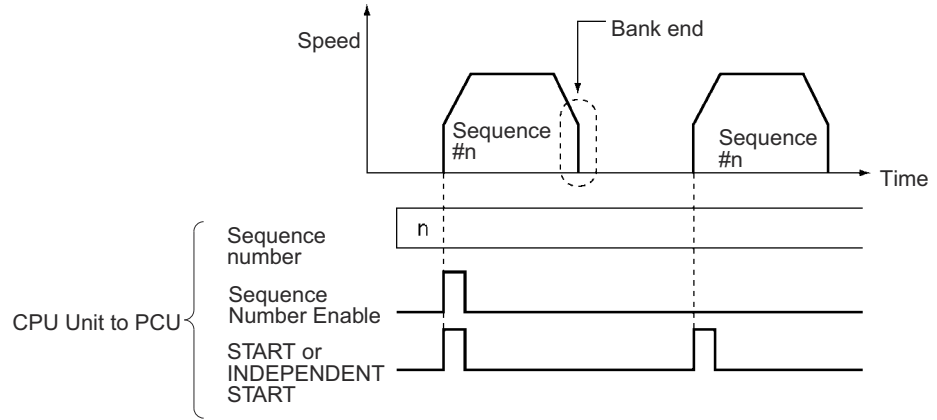 Speed
Bank end
Sequence
#n
Sequence
#n
Time
n
Sequence
number
Sequence
Number Enable
CPU Unit to PCU
START or
INDEPENDENT
START